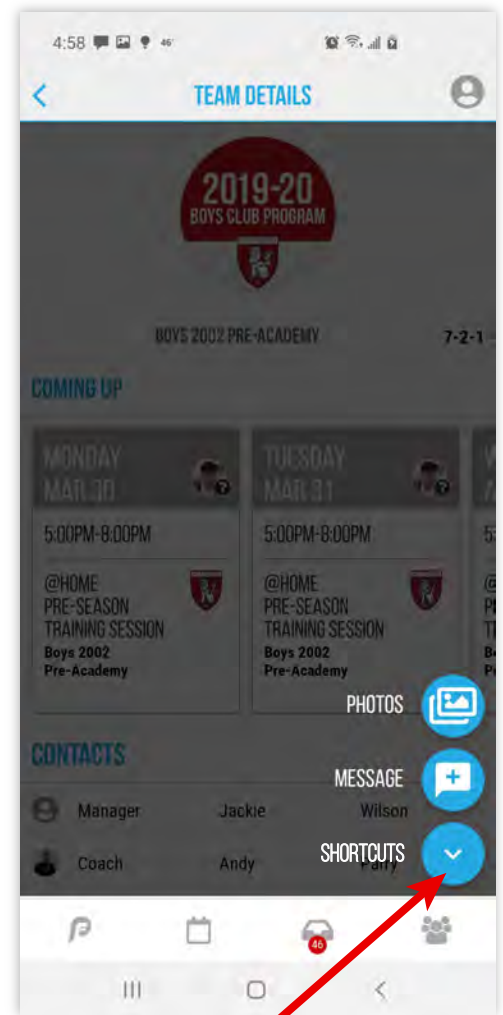 4:58 46°
TEAM DETAILS
2019-20
BOYS CLUB PROGRAM
BOYS 2002 PRE-ACADEMY 7-2-1
COMING UP
MONDAY
MAR 30
5:00PM-8:00PM
@HOME
PRE-SEASON
TRAINING SESSION
Boys 2002
Pre-Academy
TUESDAY
MAR 31
5:00PM-8:00PM
@HOME
PRE-SEASON
TRAINING SESSION
Boys 2002
Pre-Academy
PHOTOS
CONTACTS
MESSAGE
Manager Jackie Wilson
SHORTCUTS
Coach Andy Parry
46